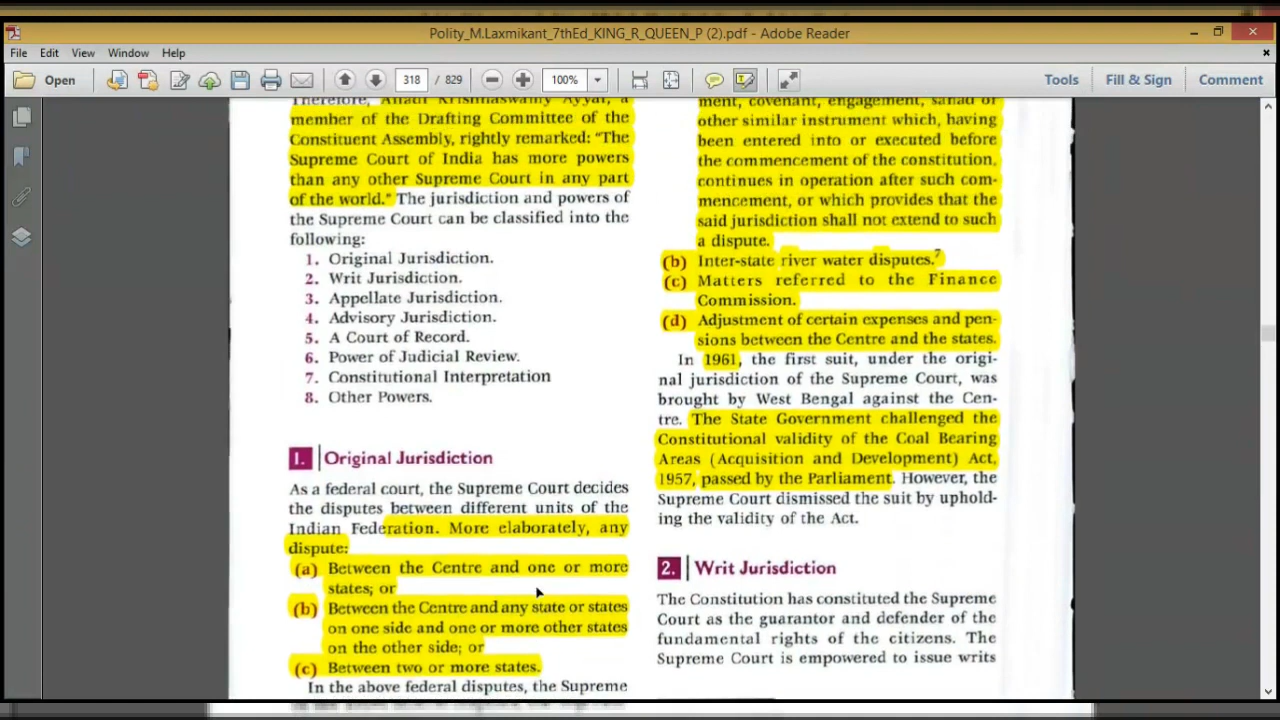 Polity_M.Laxmikant_7thEd_KING_R_QUEEN_P (2).pdf - Adobe Reader
File Edit View Window Help
Open 318 / 829 100% Tools Fill & Sign Comment
Therefore, Alladi Krishnaswamy Ayyar, a
member of the Drafting Committee of the
Constituent Assembly, rightly remarked: “The
Supreme Court of India has more powers
than any other Supreme Court in any part
of the world.” The jurisdiction and powers of
the Supreme Court can be classified into the
following:
1. Original Jurisdiction.
2. Writ Jurisdiction.
3. Appellate Jurisdiction.
4. Advisory Jurisdiction.
5. A Court of Record.
6. Power of Judicial Review.
7. Constitutional Interpretation
8. Other Powers.
1. Original Jurisdiction
As a federal court, the Supreme Court decides
the disputes between different units of the
Indian Federation. More elaborately, any
dispute:
(a) Between the Centre and one or more
states; or
(b) Between the Centre and any state or states
on one side and one or more other states
on the other side; or
(c) Between two or more states.
In the above federal disputes, the Supreme
ment, covenant, engagement, sanad or
other similar instrument which, having
been entered into or executed before
the commencement of the constitution,
continues in operation after such com-
mencement, or which provides that the
said jurisdiction shall not extend to such
a dispute.
(b) Inter-state river water disputes.7
(c) Matters referred to the Finance
Commission.
(d) Adjustment of certain expenses and pen-
sions between the Centre and the states.
In 1961, the first suit, under the origi-
nal jurisdiction of the Supreme Court, was
brought by West Bengal against the Cen-
tre. The State Government challenged the
Constitutional validity of the Coal Bearing
Areas (Acquisition and Development) Act,
1957, passed by the Parliament. However, the
Supreme Court dismissed the suit by uphold-
ing the validity of the Act.
2. Writ Jurisdiction
The Constitution has constituted the Supreme
Court as the guarantor and defender of the
fundamental rights of the citizens. The
Supreme Court is empowered to issue writs